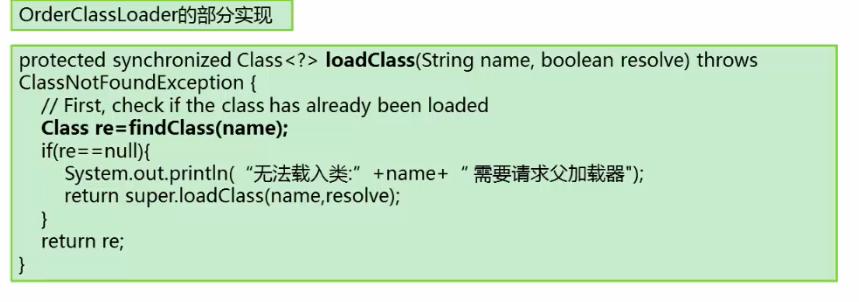 OrderClassLoader的部分实现
protected synchronized Class<?> loadClass(String name, boolean resolve) throws
ClassNotFoundException {
// First, check if the class has already been loaded
Class re=findClass(name);
if(re==null){
System.out.println(“无法载入类:”+name+“ 需要请求父加载器");
return super.loadClass(name,resolve);
}
return re;
}